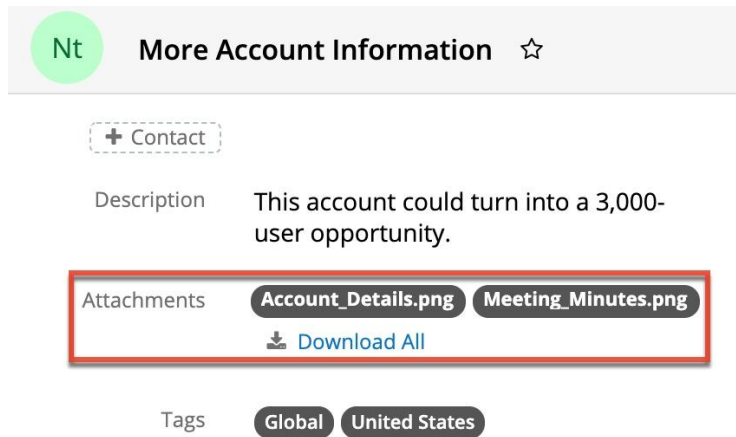 Nt More Account Information
Contact
Description This account could turn into a 3,000-
user opportunity.
Attachments Account_Details.png Meeting_Minutes.png
Download All
Tags Global United States